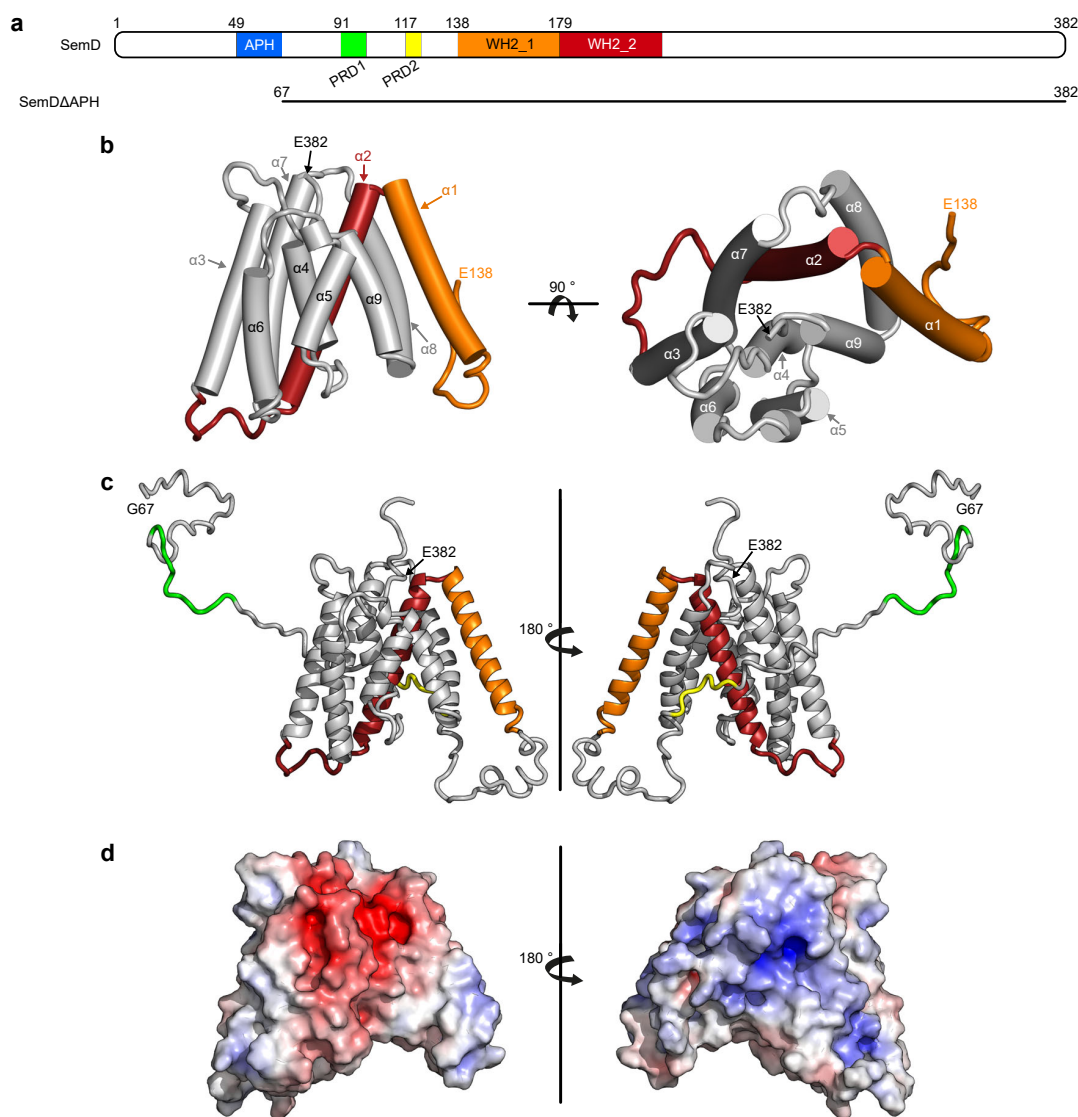 a
1 49 91 117 138 179 382
SemD APH WH2_1 WH2_2
PRD1 PRD2
67 382
SemDΔAPH
b
E382
α7 α2
α1
α3
E138
α4
α5 α9
α6
α8
90 °
α8 E138
α7 α2
E382 α1
α3 α9
α4
α6
α5
c
G67 G67
E382 E382
180 °
d
180 °